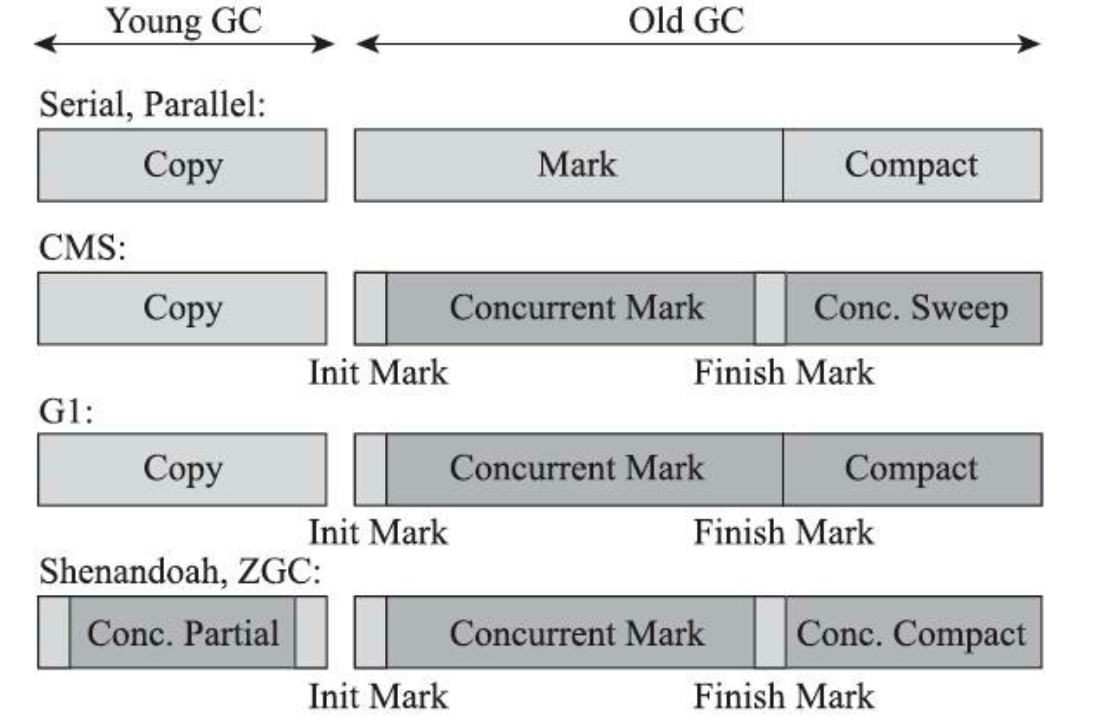 Young GC Old GC
Serial, Parallel:
Copy Mark Compact
CMS:
Copy Concurrent Mark Conc. Sweep
Init Mark Finish Mark
G1:
Copy Concurrent Mark Compact
Init Mark Finish Mark
Shenandoah, ZGC:
Conc. Partial Concurrent Mark Conc. Compact
Init Mark Finish Mark